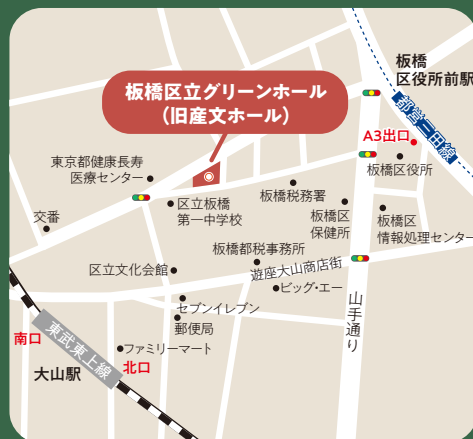 板橋
区役所前駅
板橋区立グリーンホール
（旧産文ホール）
都営三田線
A3出口
東京都健康長寿
医療センター
板橋区役所
区立板橋
第一中学校
板橋税務署
板橋区
保健所
板橋区
情報処理センター
交番
板橋都税事務所
遊座大山商店街
区立文化会館
ビッグ・エー
セブンイレブン
郵便局
山手通り
南口
東武東上線
ファミリーマート
北口
大山駅